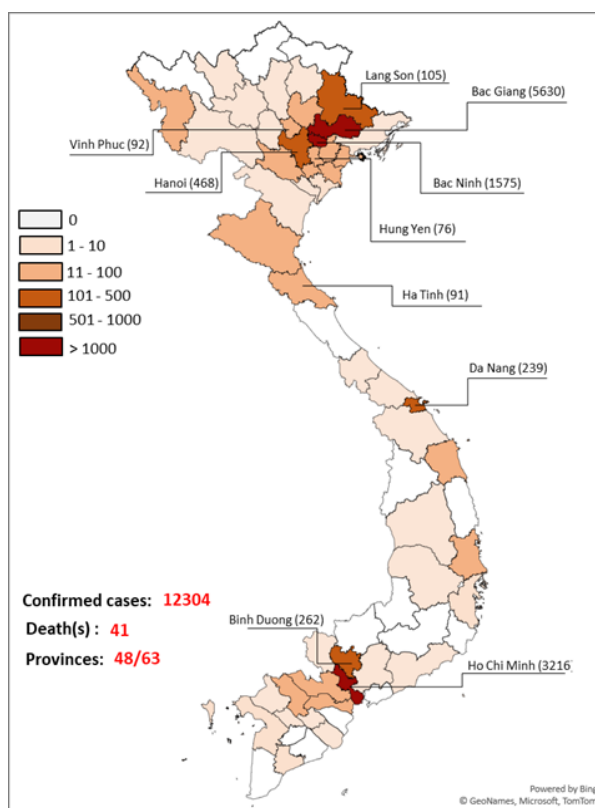 Lang Son (105)
Bac Giang (5630)
Vinh Phuc (92)
Hanoi (468)
Bac Ninh (1575)
Hung Yen (76)
0
1 - 10
11 - 100
101 - 500
501 - 1000
> 1000
Ha Tinh (91)
Da Nang (239)
Confirmed cases: 12304
Death(s) : 41
Provinces: 48/63
Binh Duong (262)
Ho Chi Minh (3216
Powered by Bing
© GeoNames, Microsoft, TomTom